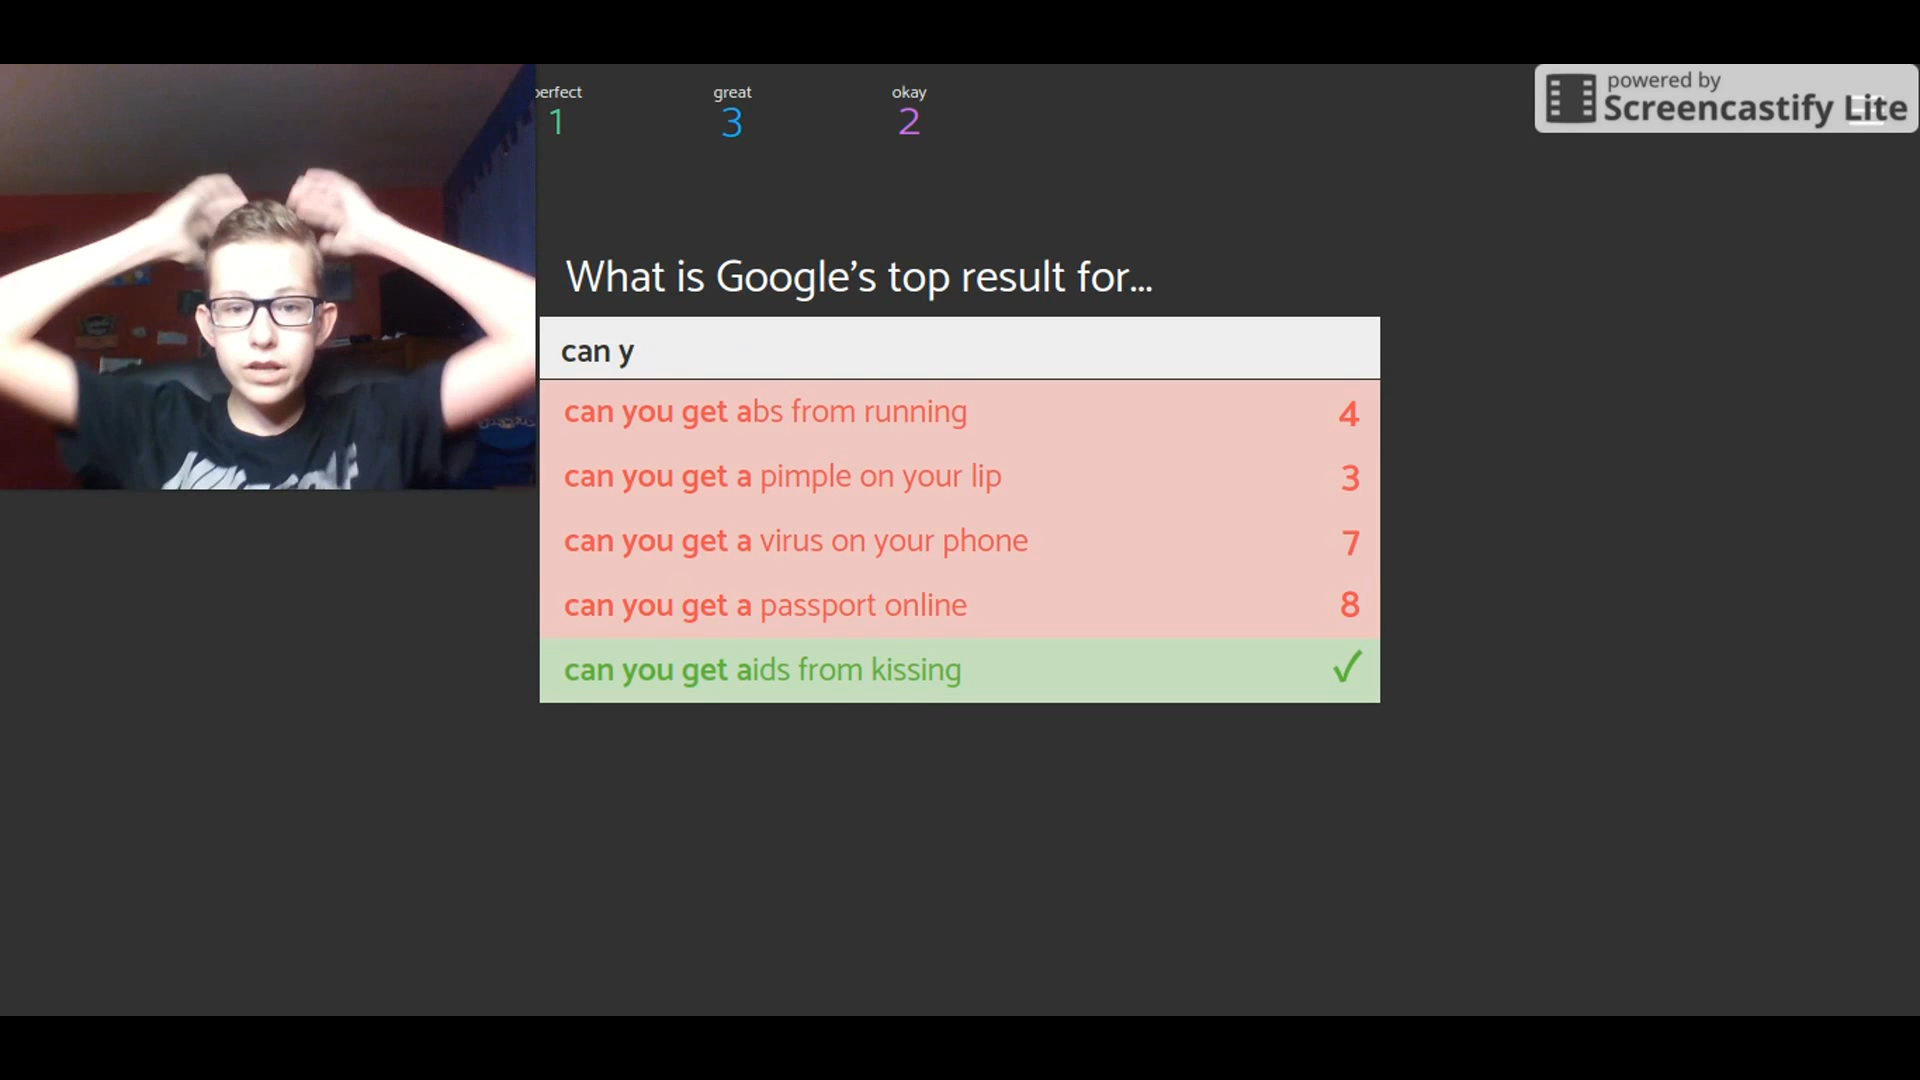 perfect great okay
1 3 2
powered by
Screencastify Lite
What is Google's top result for...
can y
can you get abs from running 4
can you get a pimple on your lip 3
can you get a virus on your phone 7
can you get a passport online 8
can you get aids from kissing ✓